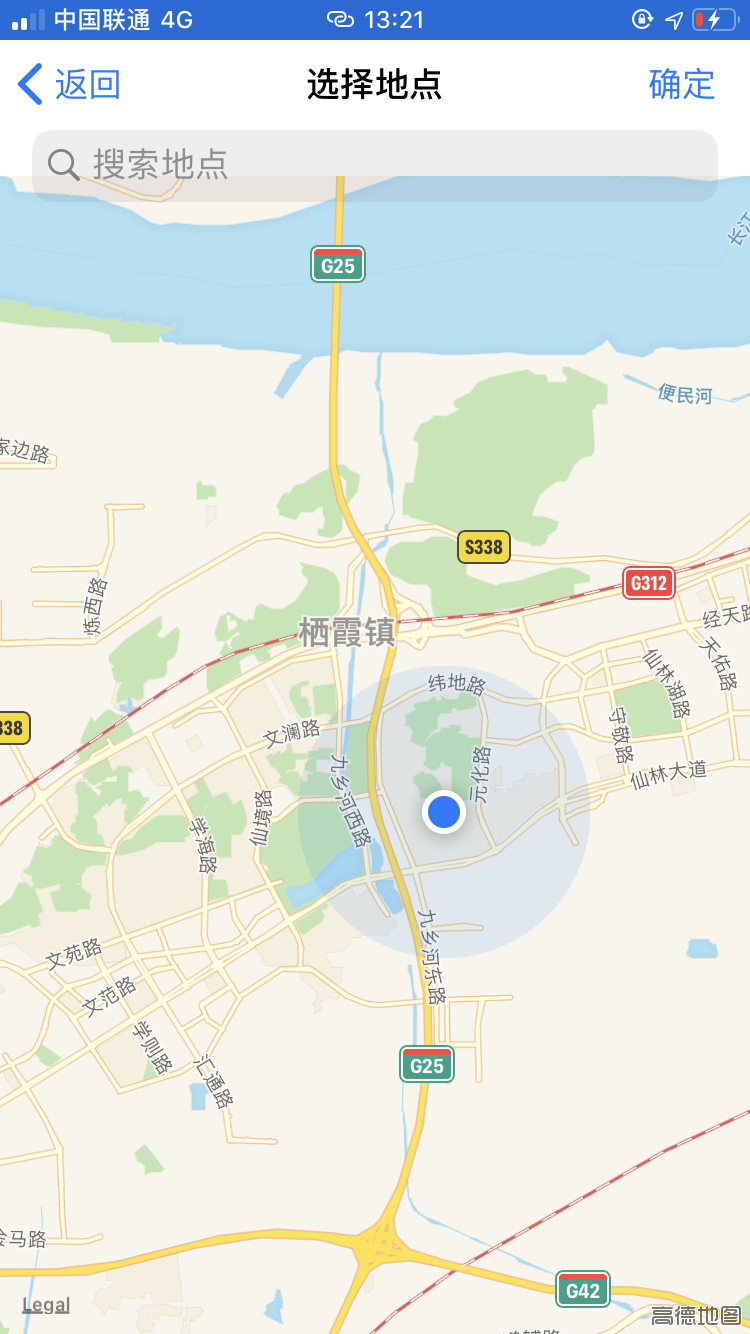 中国联通 4G 13:21
返回 选择地点 确定
搜索地点
长江
G25
便民河
家边路
S338
G312
炼西路
经天路
栖霞镇
天佑路
仙林湖路
纬地路
守敬路
338
文澜路
元化路
仙林大道
九乡河西路
仙境路
学海路
九乡河东路
文苑路
文范路
学则路
G25
汇通路
金马路
G42
Legal
高德地图